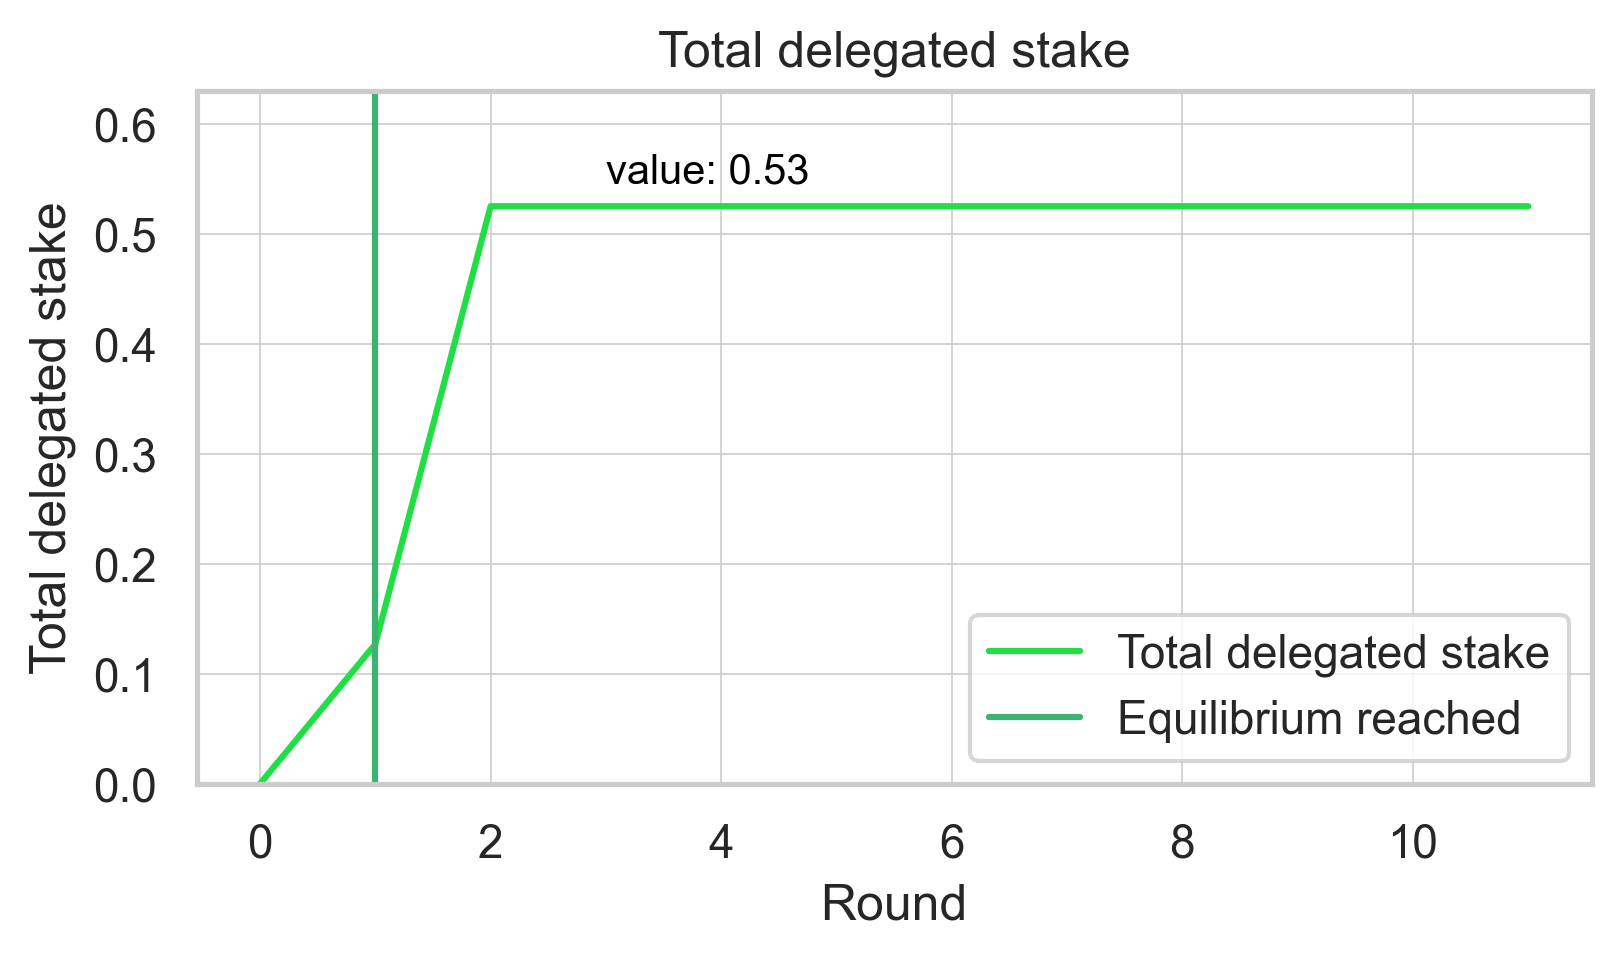 Total delegated stake
0.6
value: 0.53
0.5
0.4
0.3
0.2
0.1
0.0
Total delegated stake
Total delegated stake
Equilibrium reached
0 2 4 6 8 10
Round